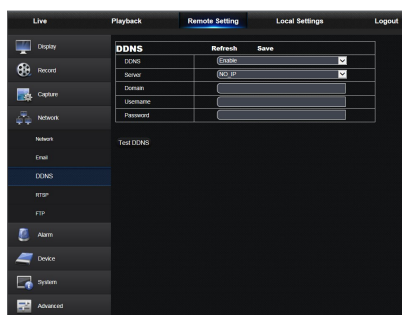 Live Playback Remote Setting Local Settings Logout
Display
Record
Capture
Network
Network
Email
DDNS
RTSP
FTP
Alarm
Device
System
Advanced
DDNS Refresh Save
DDNS Enable
Server NO_IP
Domain
Username
Password
Test DDNS